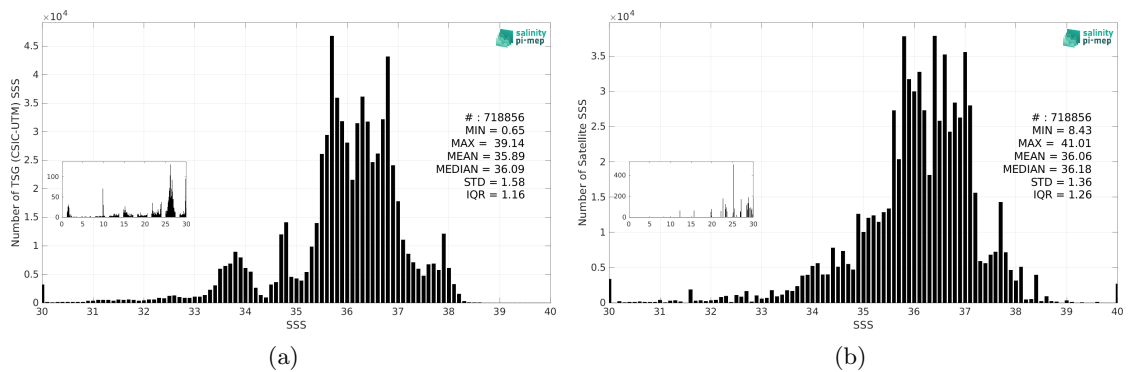 ×10⁴
salinity
pi-mep
Number of TSG (CSIC-UTM) SSS
4.5
4
3.5
3
2.5
2
1.5
1
0.5
0
# : 718856
MIN = 0.65
MAX = 39.14
MEAN = 35.89
MEDIAN = 36.09
STD = 1.58
IQR = 1.16
100
50
0
0 5 10 15 20 25 30
30 31 32 33 34 35 36 37 38 39 40
SSS
(a)
×10⁴
salinity
pi-mep
Number of Satellite SSS
3.5
3
2.5
2
1.5
1
0.5
0
# : 718856
MIN = 8.43
MAX = 41.01
MEAN = 36.06
MEDIAN = 36.18
STD = 1.36
IQR = 1.26
400
200
0
0 5 10 15 20 25 30
30 31 32 33 34 35 36 37 38 39 40
SSS
(b)